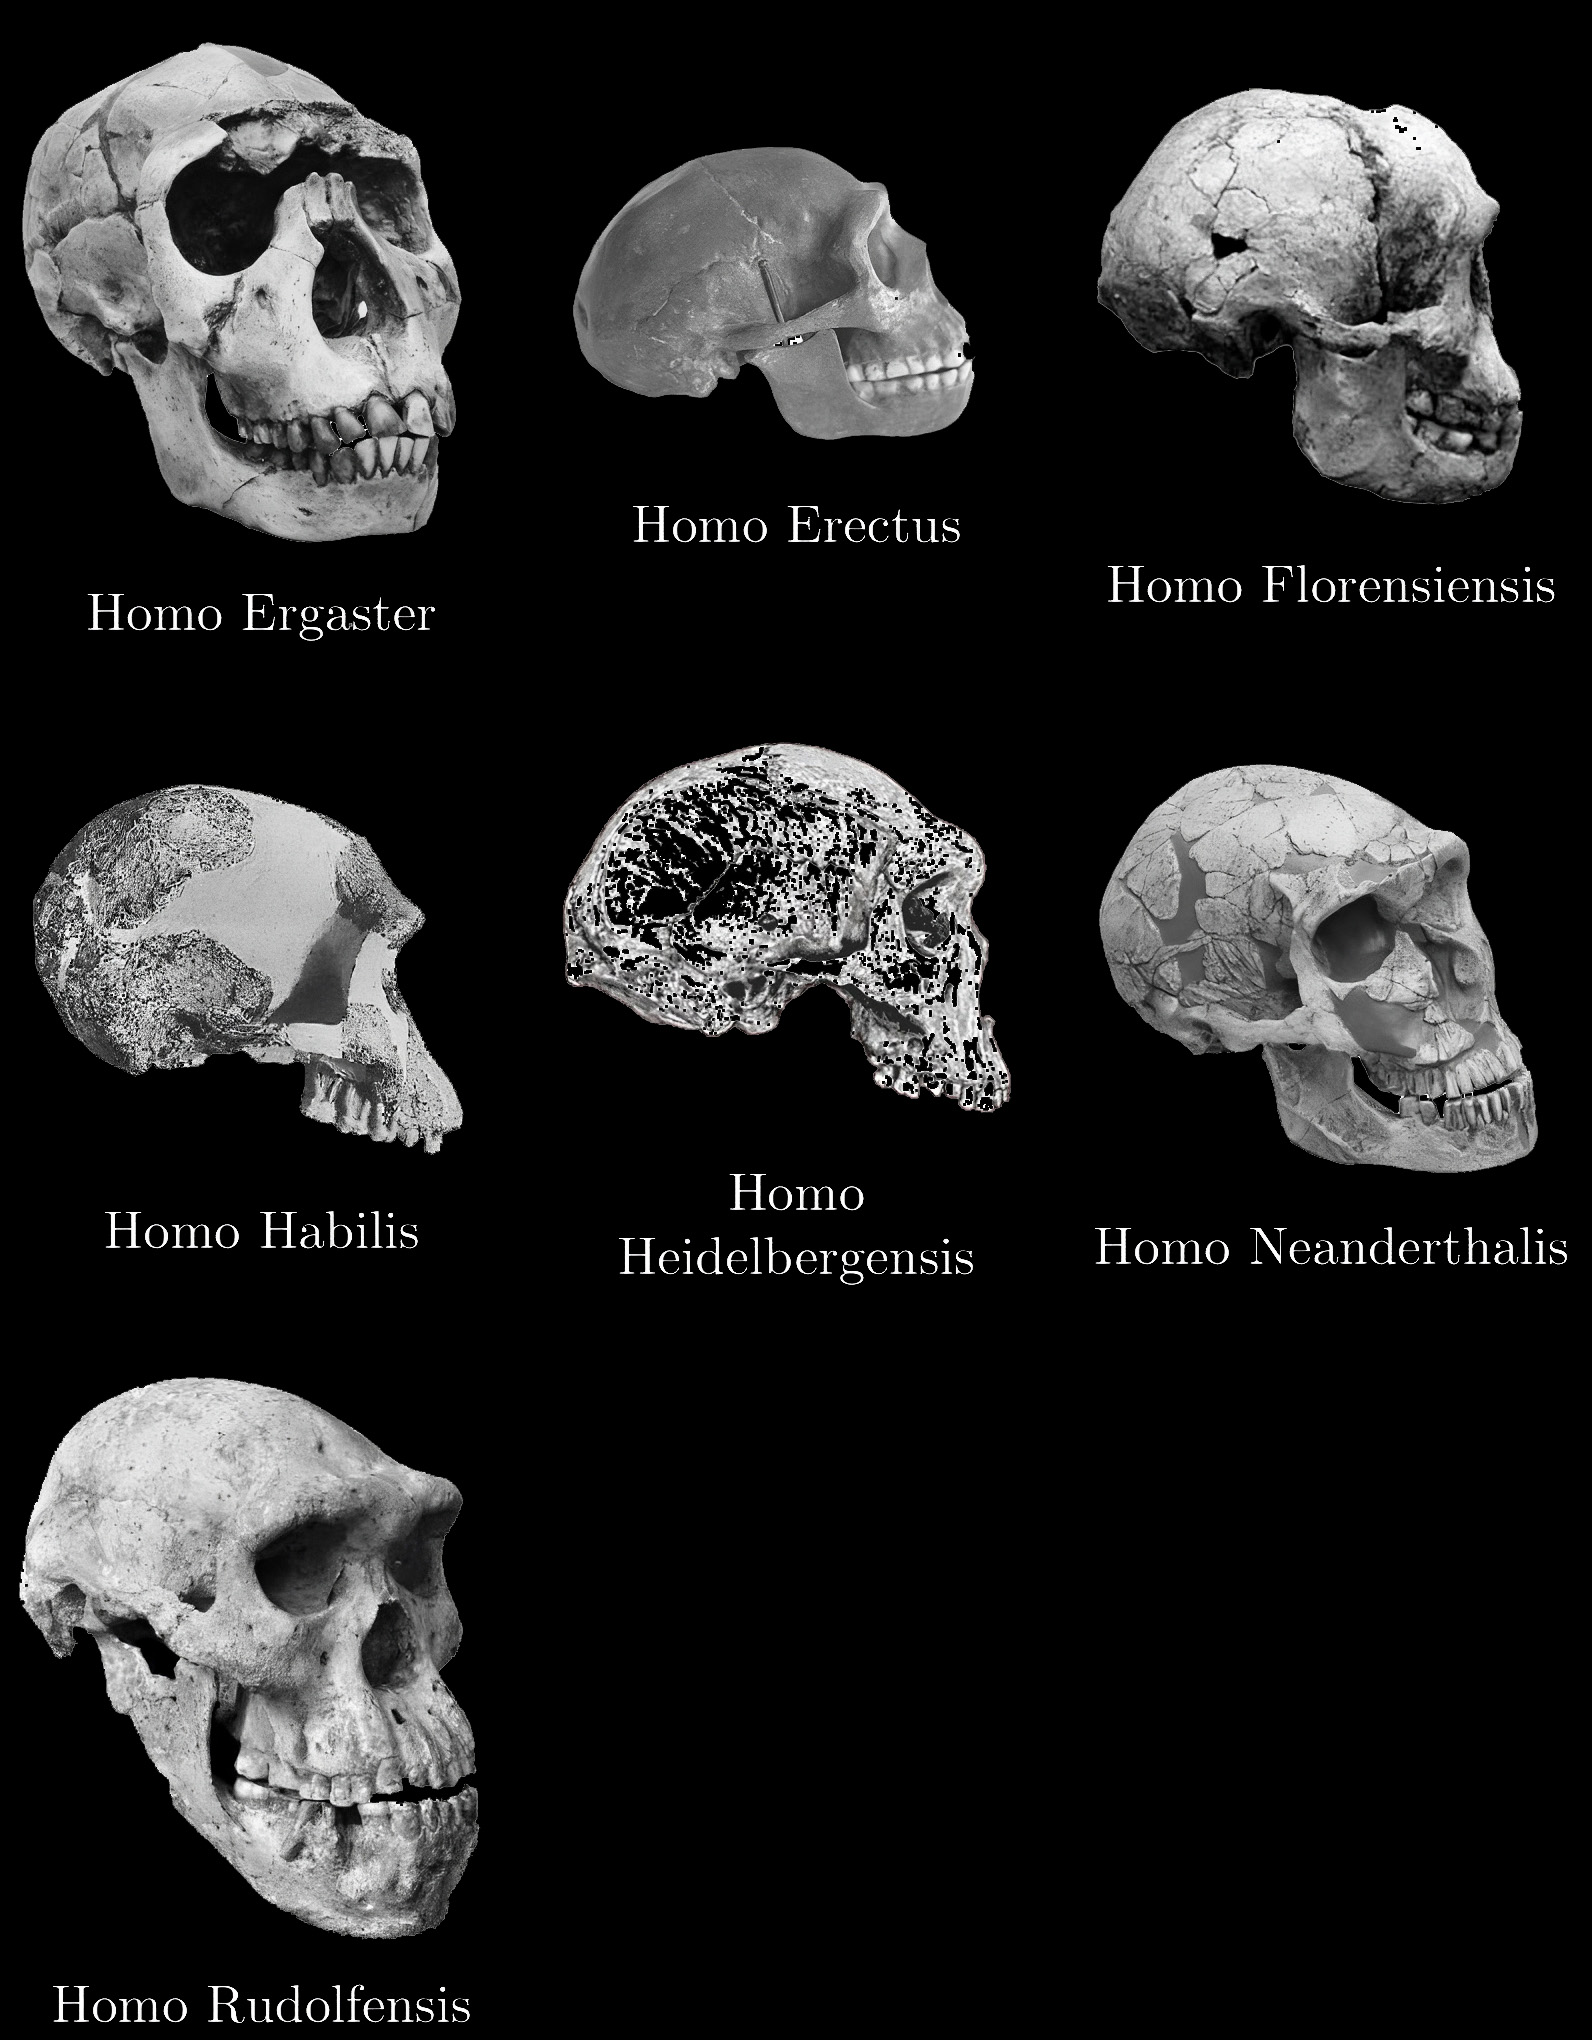 Homo Ergaster
Homo Erectus
Homo Florensiensis
Homo Habilis
Homo
Heidelbergensis
Homo Neanderthalis
Homo Rudolfensis